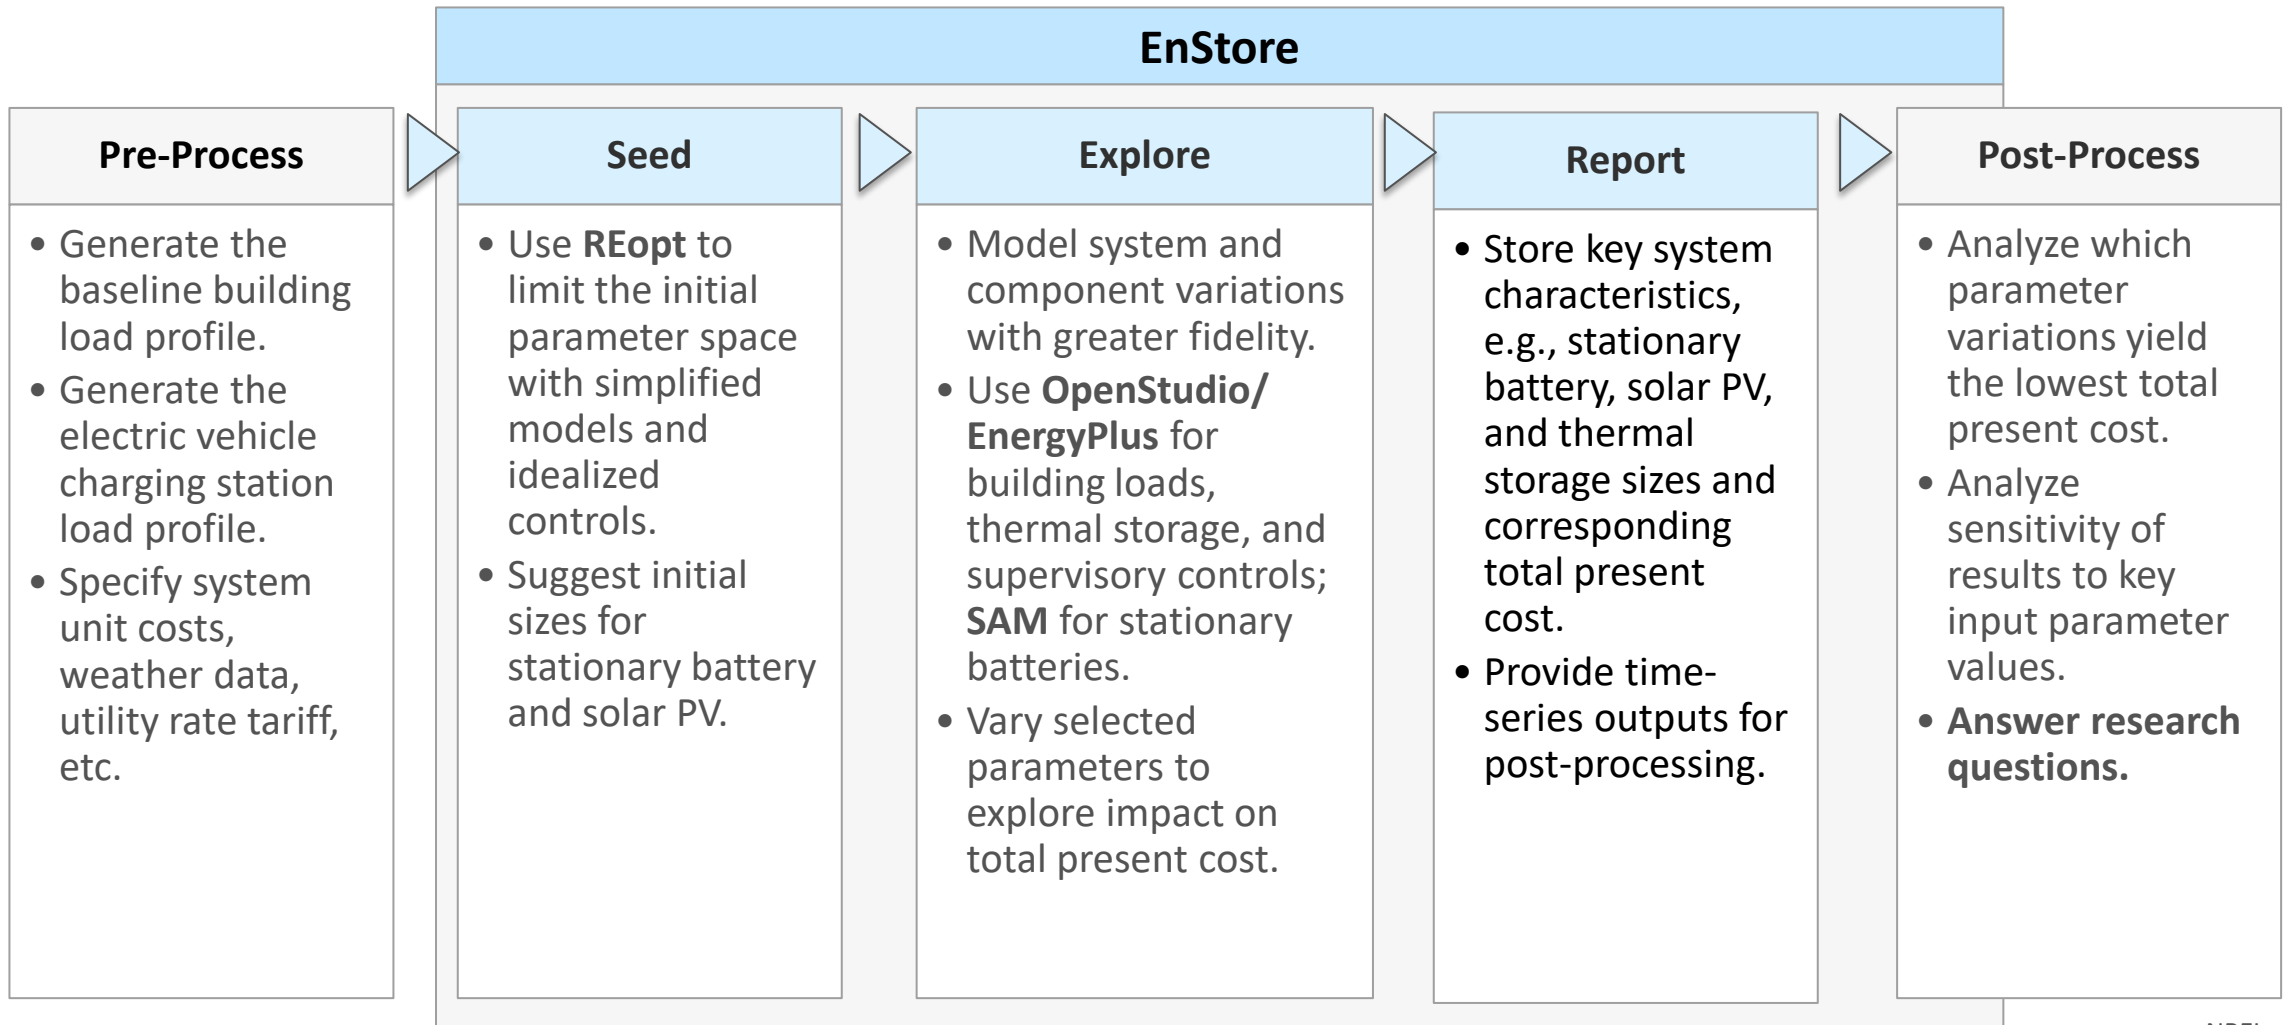 EnStore
Pre-Process
• Generate the
baseline building
load profile.
• Generate the
electric vehicle
charging station
load profile.
• Specify system
unit costs,
weather data,
utility rate tariff,
etc.
Seed
• Use REopt to
limit the initial
parameter space
with simplified
models and
idealized
controls.
• Suggest initial
sizes for
stationary battery
and solar PV.
Explore
• Model system and
component variations
with greater fidelity.
• Use OpenStudio/
EnergyPlus for
building loads,
thermal storage, and
supervisory controls;
SAM for stationary
batteries.
• Vary selected
parameters to
explore impact on
total present cost.
Report
• Store key system
characteristics,
e.g., stationary
battery, solar PV,
and thermal
storage sizes and
corresponding
total present
cost.
• Provide time-
series outputs for
post-processing.
Post-Process
• Analyze which
parameter
variations yield
the lowest total
present cost.
• Analyze
sensitivity of
results to key
input parameter
values.
• Answer research
questions.